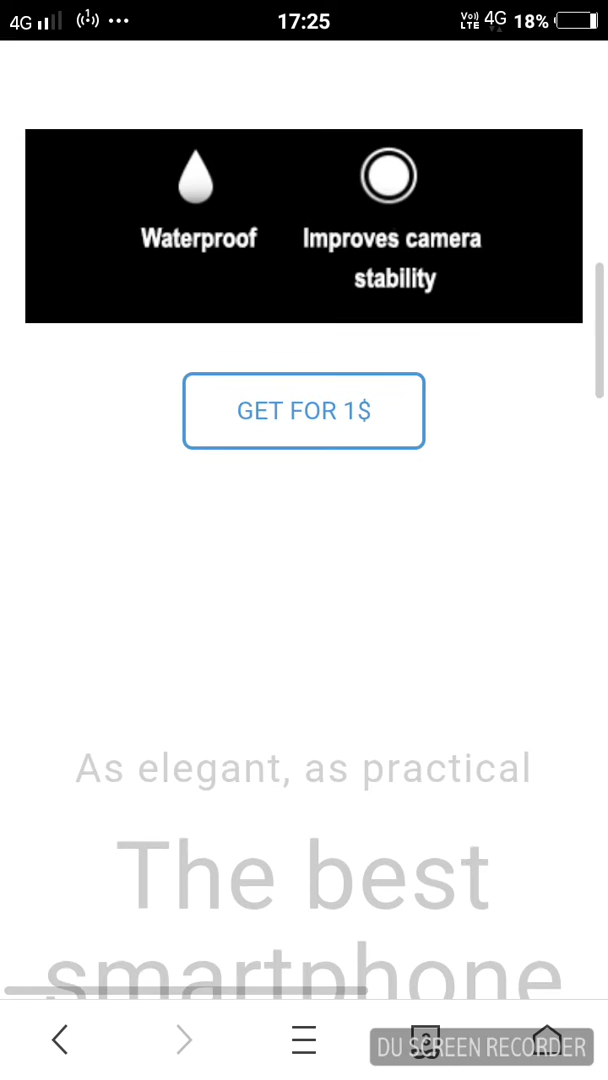 4G
17:25
Vo)) LTE 4G 18%
Waterproof
Improves camera
stability
GET FOR 1$
As elegant, as practical
The best
smartphone
DU SCREEN RECORDER